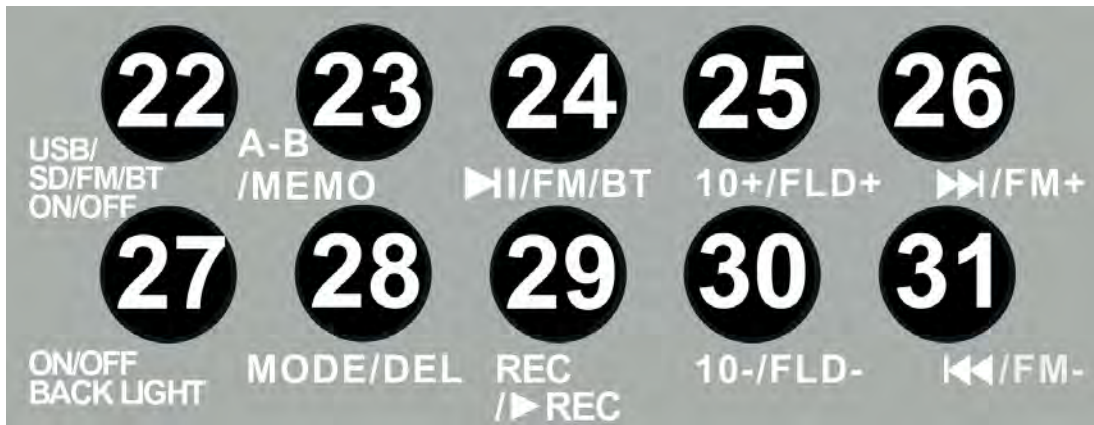 22 23 24 25 26
USB/
SD/FM/BT
ON/OFF
A-B
/MEMO
▶II/FM/BT
10+/FLD+
▶▶I/FM+
27 28 29 30 31
ON/OFF
BACK LIGHT
MODE/DEL
REC
/▶REC
10-/FLD-
I◀◀/FM-